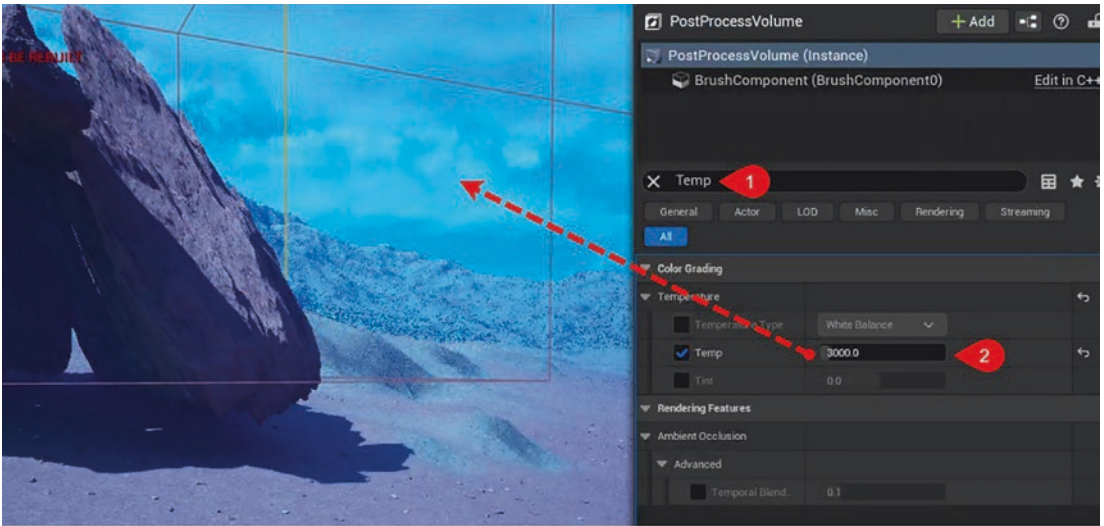 BE REBUILT
PostProcessVolume
Add
PostProcessVolume (Instance)
BrushComponent (BrushComponent0)
Edit in C++
Temp
1
General
Actor
LOD
Misc
Rendering
Streaming
All
Color Grading
Temperature
Temperature Type
White Balance
Temp
3000.0
2
Tint
0.0
Rendering Features
Ambient Occlusion
Advanced
Temporal Blend..
0.1